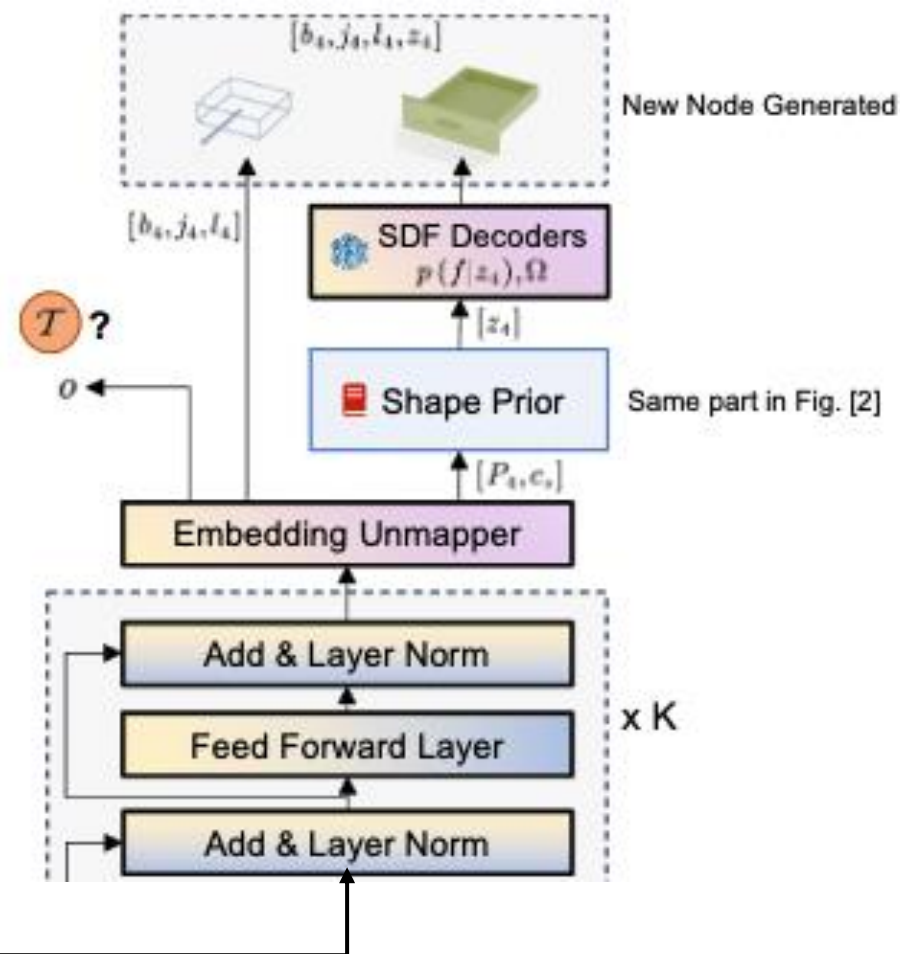 [b₄, j₄, l₄, z₄]
New Node Generated
[b₄, j₄, l₄]
SDF Decoders
p(f|z₄), Ω
𝒯 ?
[z₄]
o
Shape Prior
Same part in Fig. [2]
[P₄, cₛ]
Embedding Unmapper
Add & Layer Norm
x K
Feed Forward Layer
Add & Layer Norm